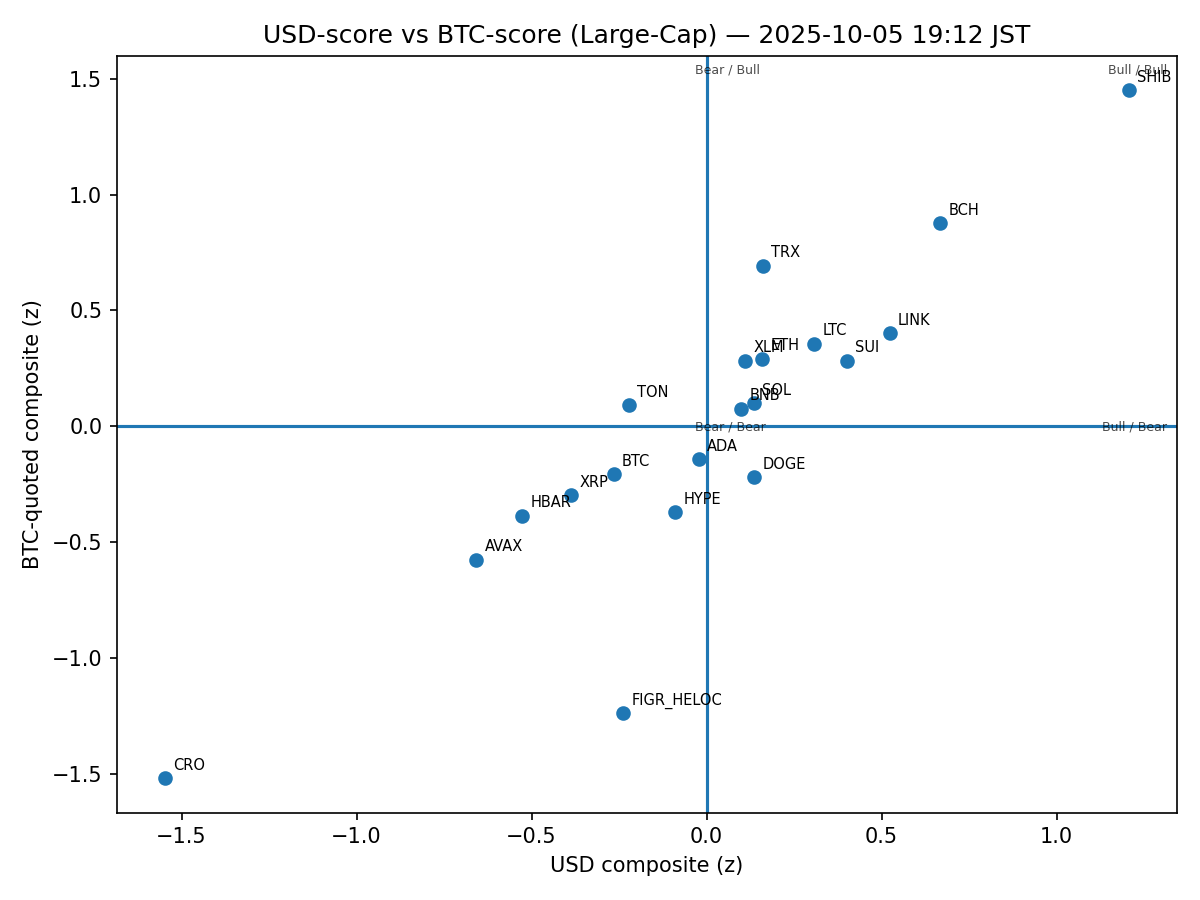 USD-score vs BTC-score (Large-Cap) — 2025-10-05 19:12 JST
Bear / Bull
Bull / Bull
SHIB
BCH
TRX
LINK
LTC
XLM
ETH
SUI
TON
SOL
BNB
Bear / Bear
Bull / Bear
ADA
BTC
DOGE
XRP
HBAR
HYPE
AVAX
FIGR_HELOC
CRO
1.5
1.0
0.5
0.0
−0.5
−1.0
−1.5
BTC-quoted composite (z)
−1.5
−1.0
−0.5
0.0
0.5
1.0
USD composite (z)